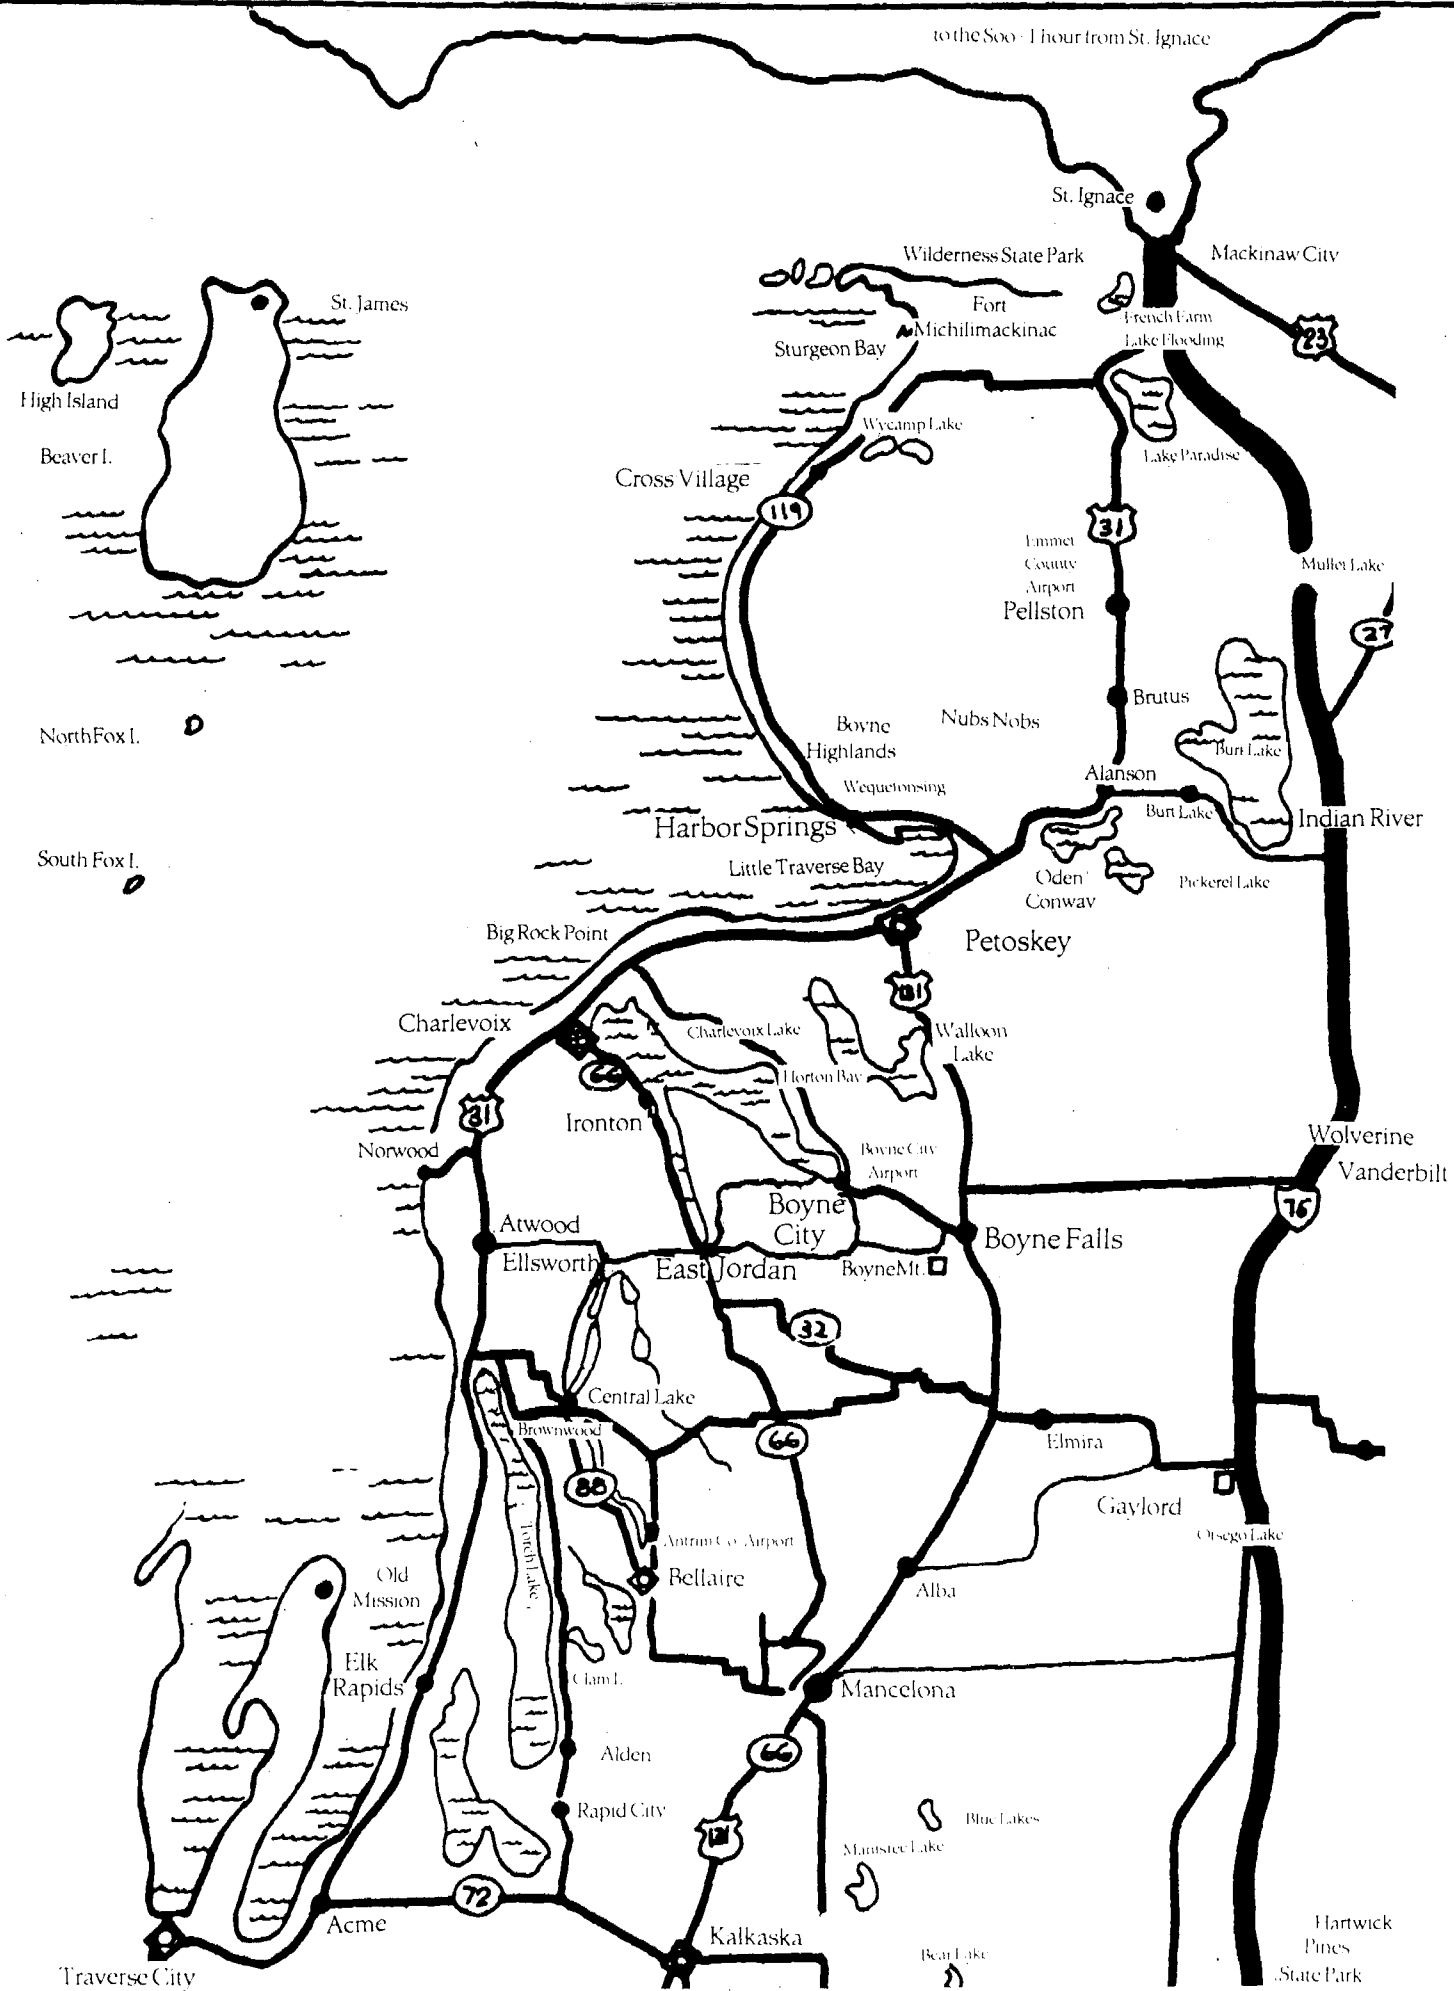 to the Soo - 1 hour from St. Ignace
St. Ignace
Wilderness State Park
Mackinaw City
St. James
Fort
Michilimackinac
French Farm
Lake Flooding
23
Sturgeon Bay
High Island
Wycamp Lake
Beaver I.
Lake Paradise
Cross Village
119
31
Emmet
County
Airport
Pellston
Mullet Lake
27
Brutus
North Fox I.
Boyne
Highlands
Nubs Nobs
Burt Lake
Alanson
Wequetonsing
Burt Lake
Indian River
Harbor Springs
South Fox I.
Little Traverse Bay
Oden
Conway
Pickerel Lake
Big Rock Point
Petoskey
131
Charlevoix
Charlevoix Lake
Walloon
Lake
66
Horton Bay
31
Ironton
Norwood
Wolverine
Boyne City
Airport
Vanderbilt
76
Boyne
City
Atwood
Boyne Falls
Ellsworth
East Jordan
Boyne Mt.
32
Central Lake
Brownwood
66
Elmira
88
Gaylord
Torch Lake
Otsego Lake
Antrim Co. Airport
Bellaire
Old
Mission
Alba
Elk
Rapids
Clam L.
Mancelona
Alden
66
Rapid City
Blue Lakes
131
Manistee Lake
72
Acme
Kalkaska
Hartwick
Pines
State Park
Bear Lake
Traverse City